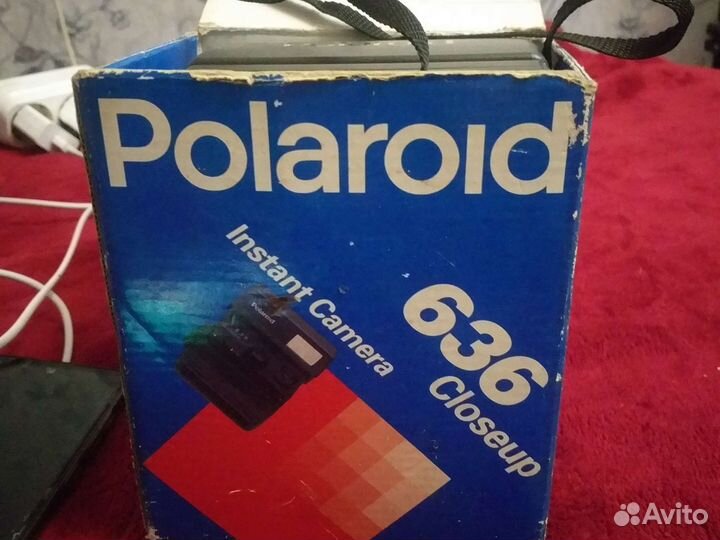 Polaroid
Instant Camera
Polaroid
636
Closeup
Avito